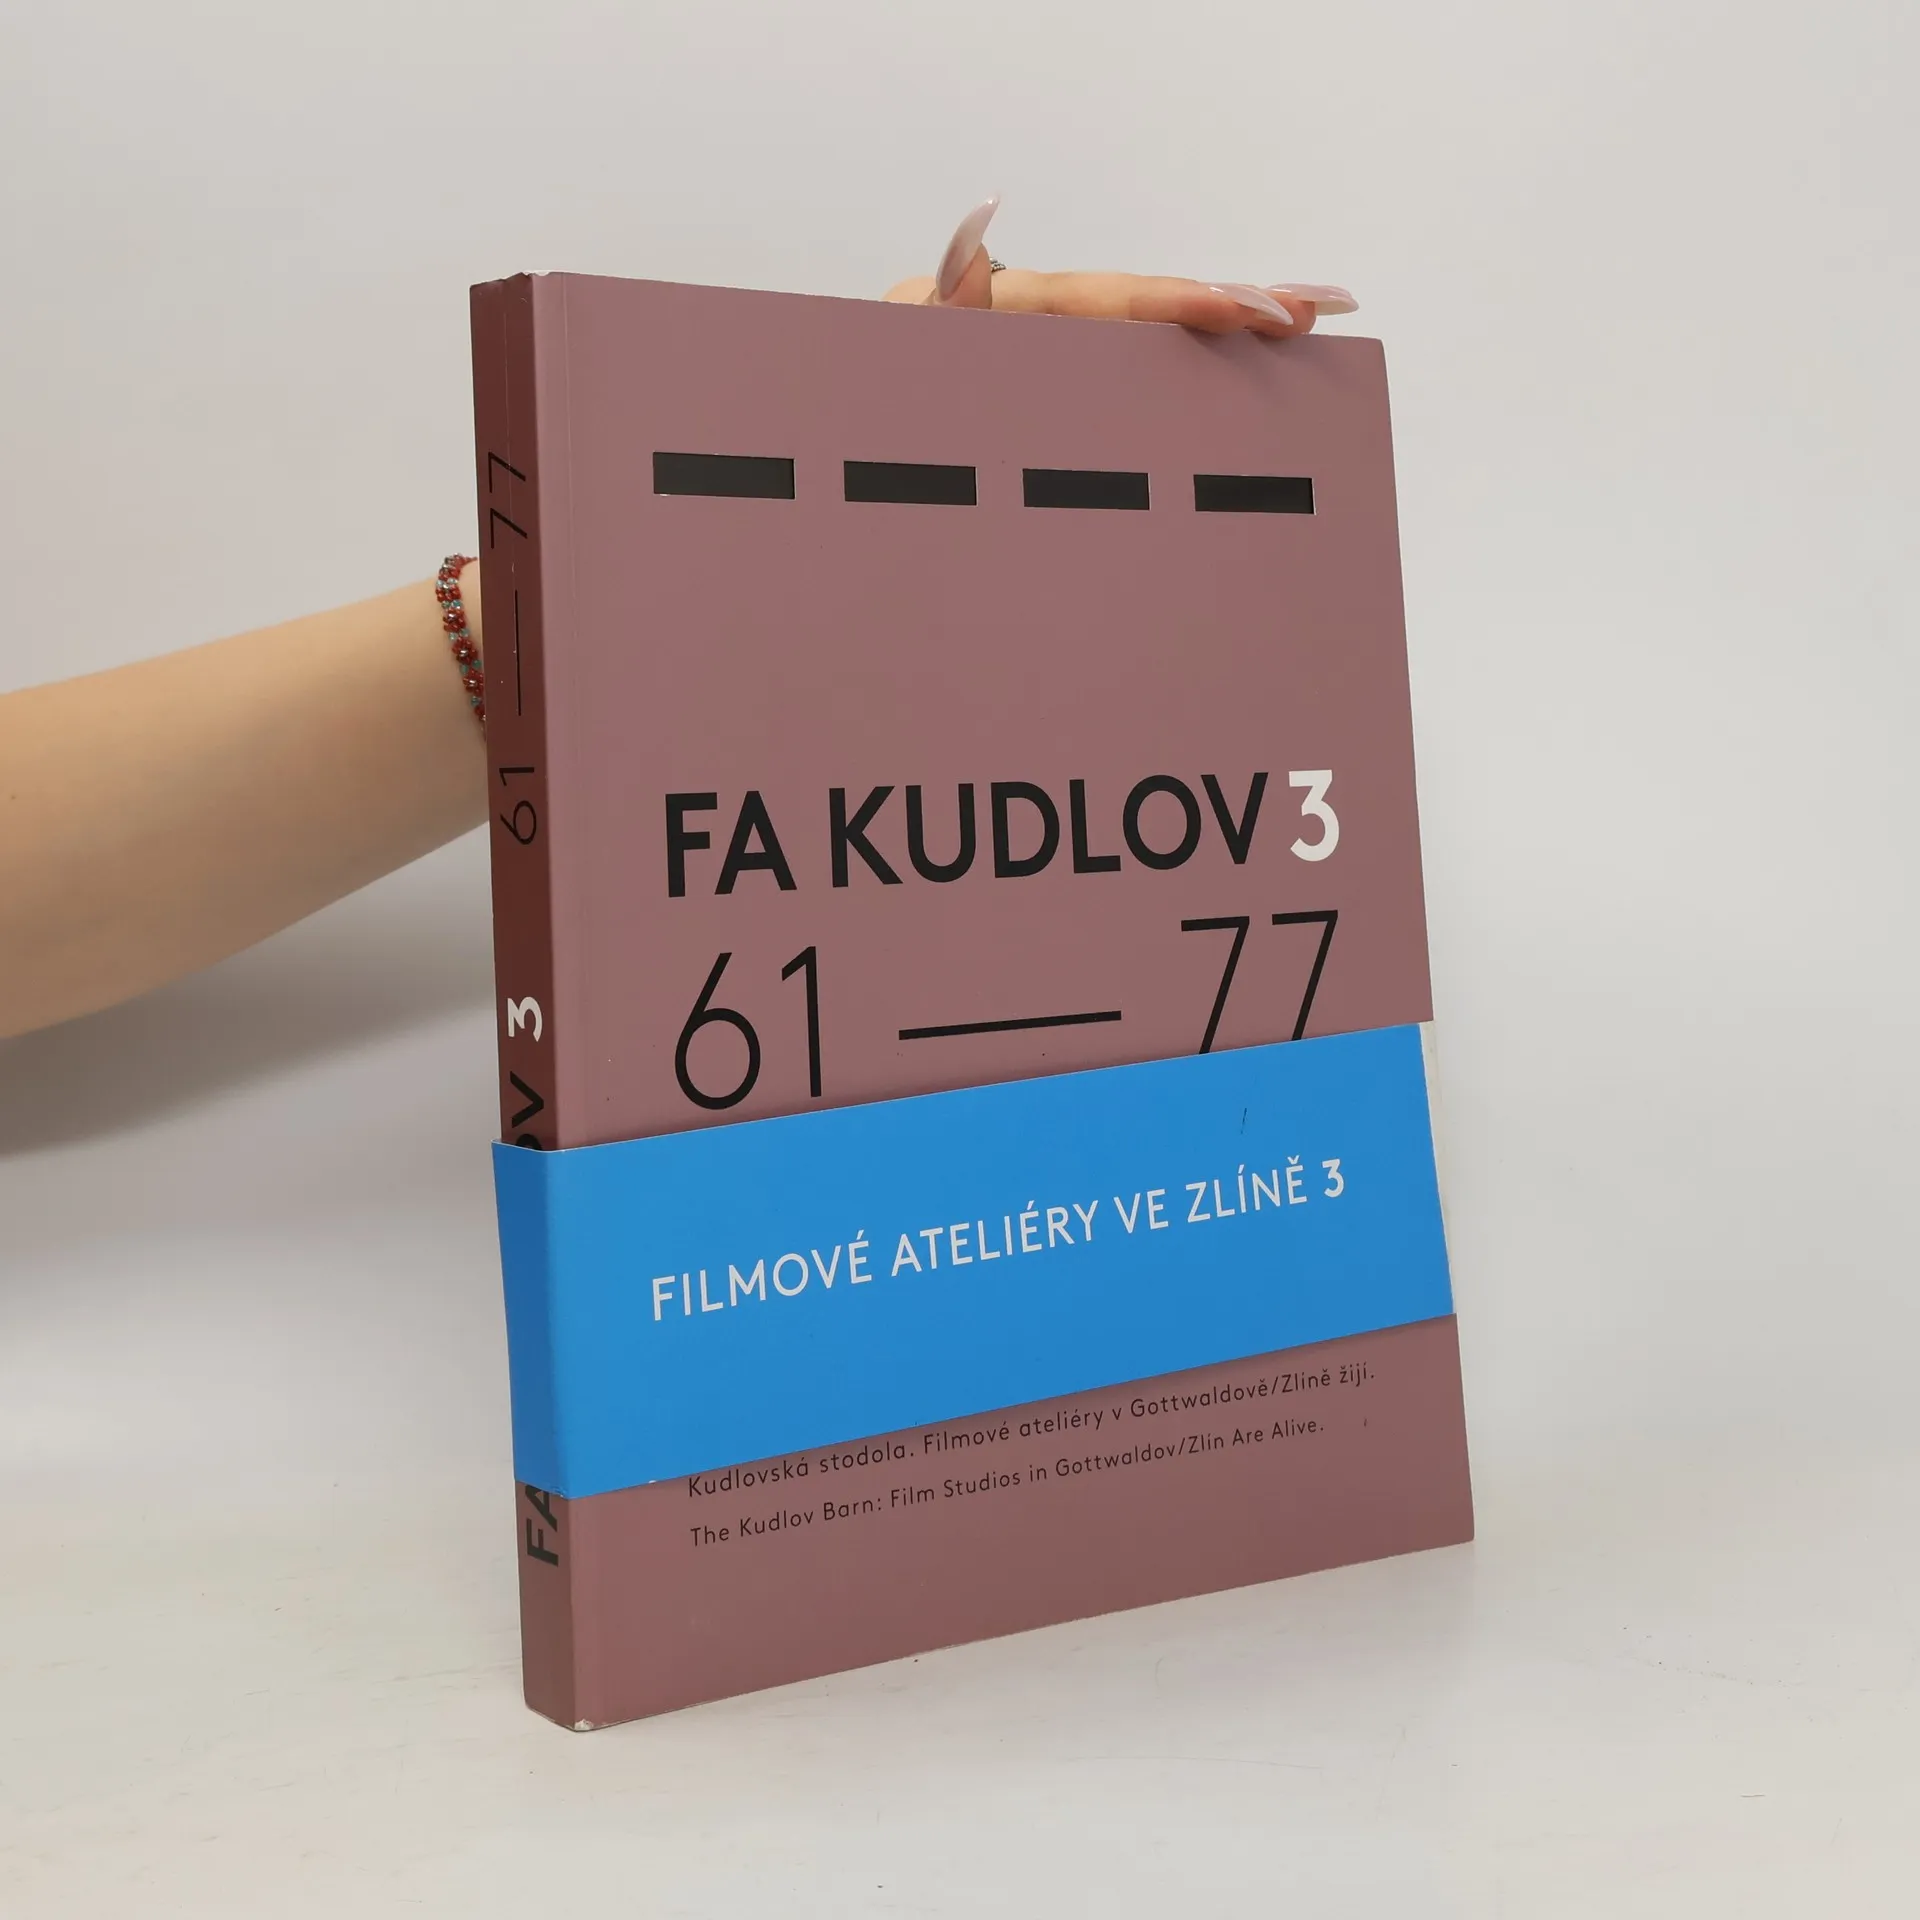 FA KUDLOV 3
61 — 77
FILMOVÉ ATELIÉRY VE ZLÍNĚ 3
Kudlovská stodola. Filmové ateliéry v Gottwaldově/Zlíně žijí.
The Kudlov Barn: Film Studios in Gottwaldov/Zlín Are Alive.
FA OV 3 61 — 77